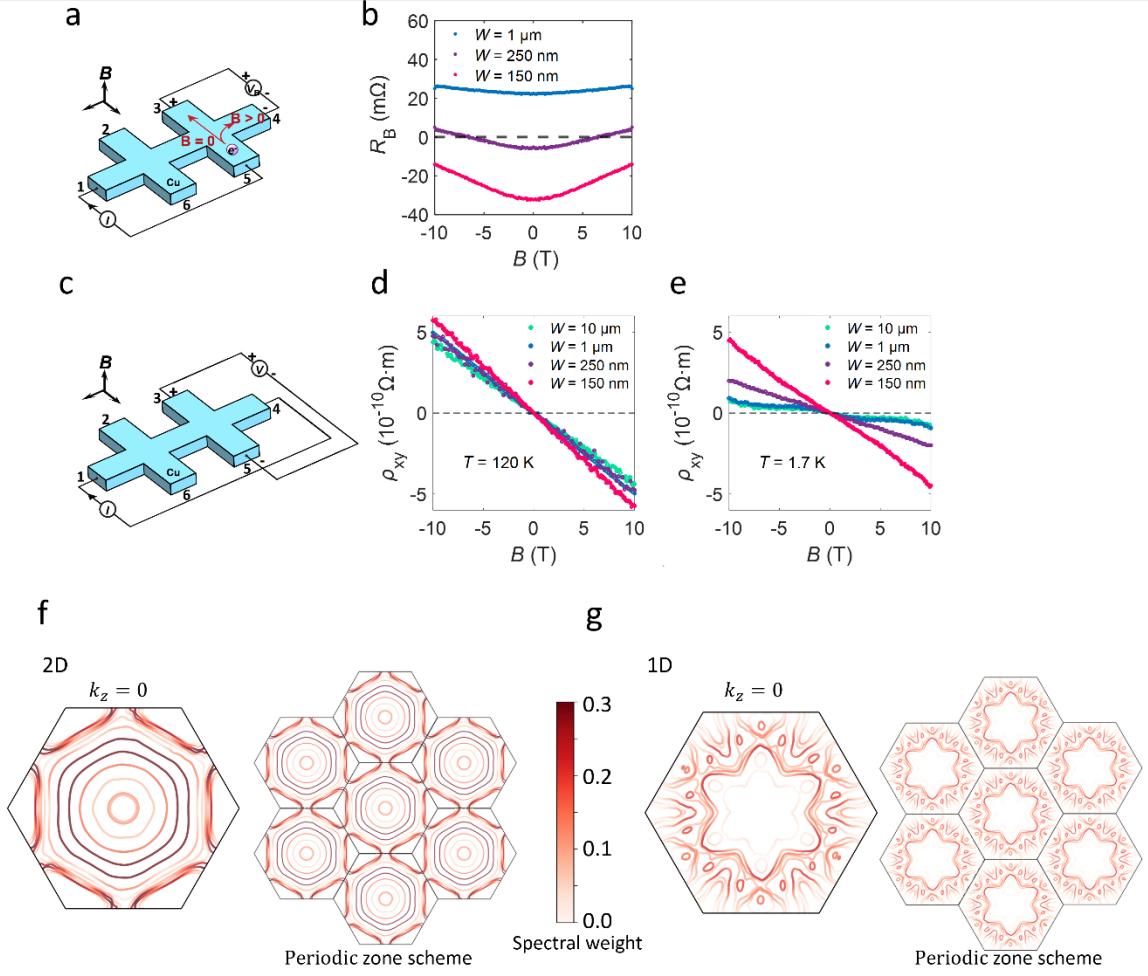 a
B
2
3
+
+
V_B
-
-
4
B > 0
B = 0
e⁻
1
Cu
5
6
I
b
W = 1 µm
W = 250 nm
W = 150 nm
R_B (mΩ)
60
40
20
0
-20
-40
-10 -5 0 5 10
B (T)
c
B
2
3
+
+
V
-
4
-
1
Cu
5
6
I
d
W = 10 µm
W = 1 µm
W = 250 nm
W = 150 nm
ρ_xy (10⁻¹⁰ Ω·m)
5
0
-5
T = 120 K
-10 -5 0 5 10
B (T)
e
W = 10 µm
W = 1 µm
W = 250 nm
W = 150 nm
ρ_xy (10⁻¹⁰Ω·m)
5
0
-5
T = 1.7 K
-10 -5 0 5 10
B (T)
f
2D
k_z = 0
Periodic zone scheme
0.3
0.2
0.1
0.0
Spectral weight
g
1D
k_z = 0
Periodic zone scheme